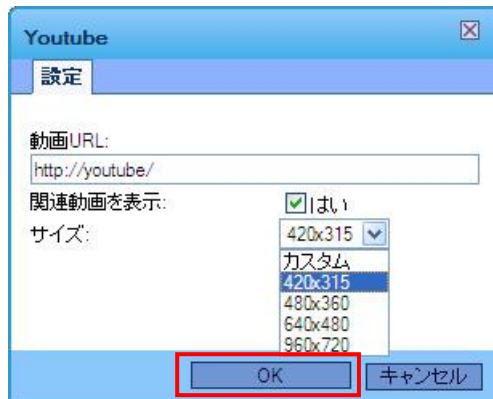 Youtube
設定
動画URL:
http://youtube/
関連動画を表示: はい
サイズ: 420x315
カスタム
420x315
480x360
640x480
960x720
OK キャンセル